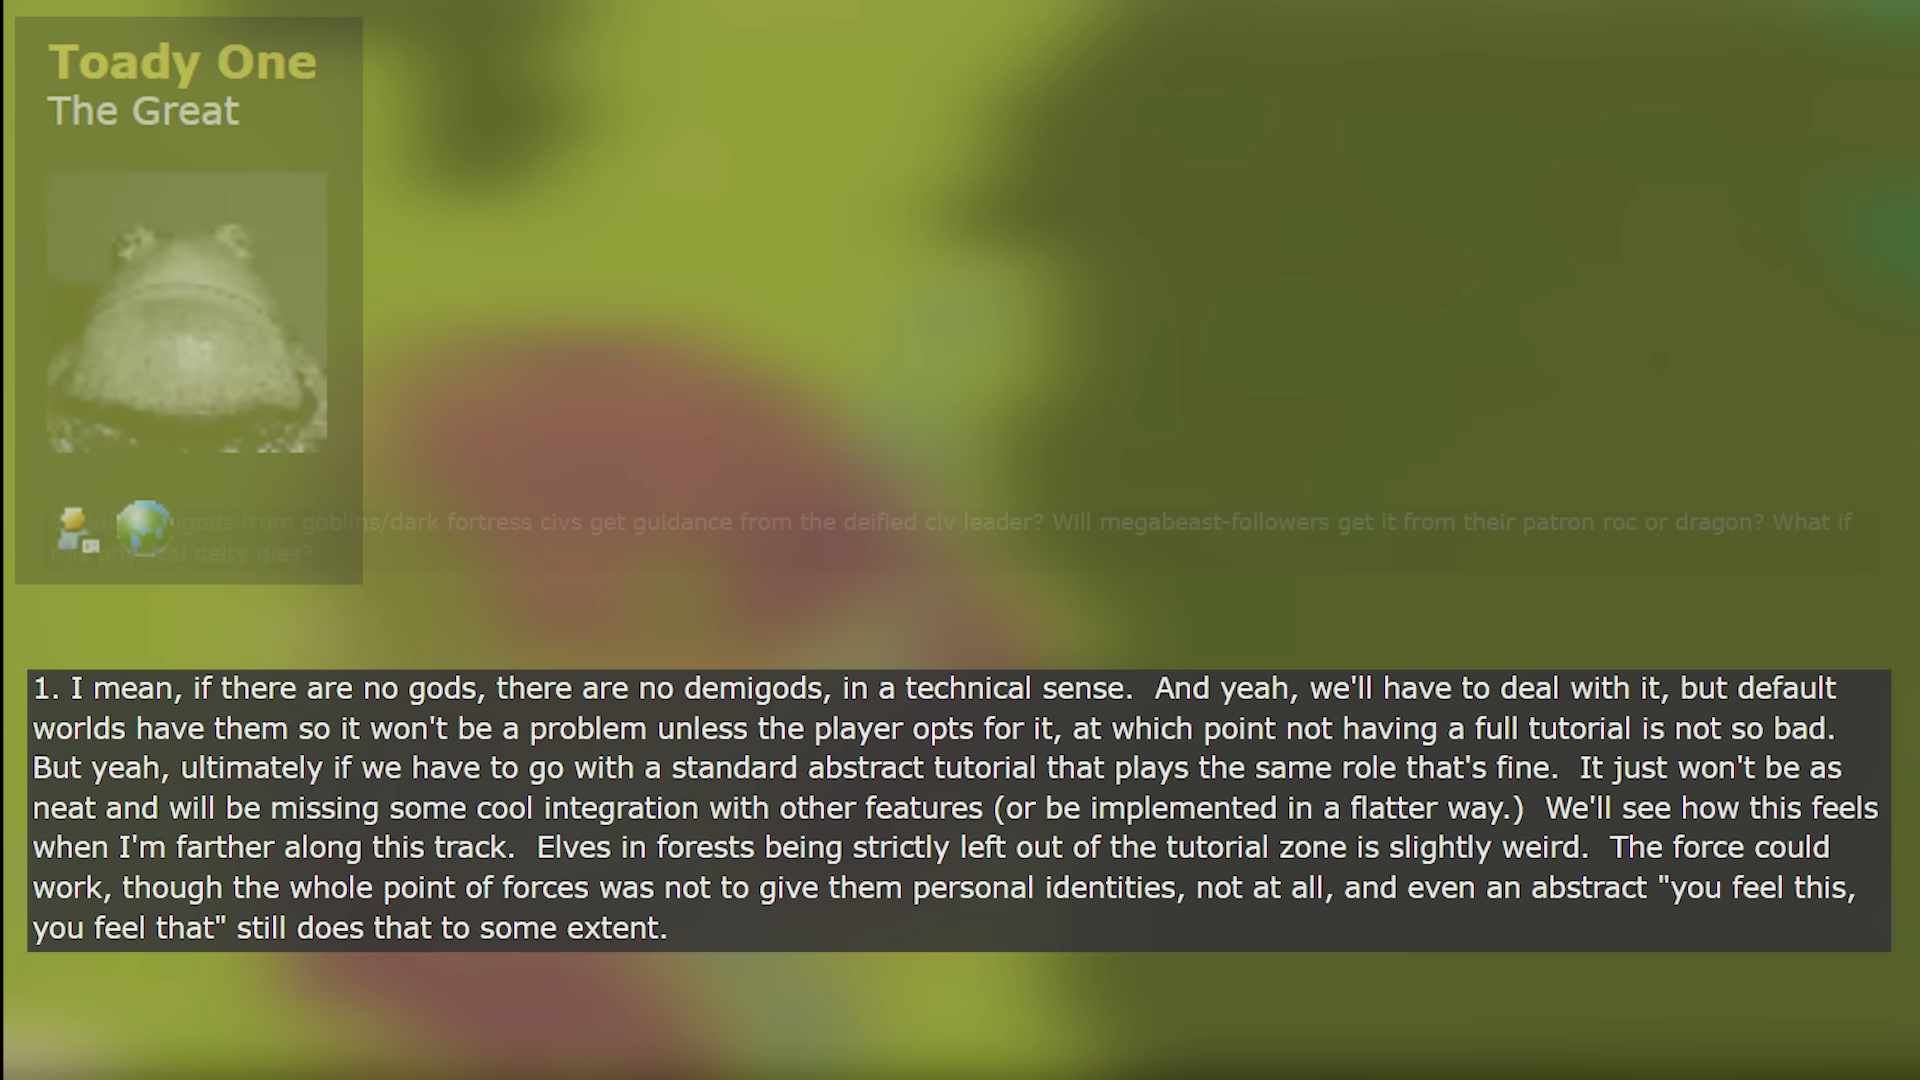 Toady One
The Great
gods from goblins/dark fortress civs get guidance from the deified civ leader? Will megabeast-followers get it from their patron roc or dragon? What if
deity dies?
1. I mean, if there are no gods, there are no demigods, in a technical sense.  And yeah, we'll have to deal with it, but default
worlds have them so it won't be a problem unless the player opts for it, at which point not having a full tutorial is not so bad.
But yeah, ultimately if we have to go with a standard abstract tutorial that plays the same role that's fine.  It just won't be as
neat and will be missing some cool integration with other features (or be implemented in a flatter way.)  We'll see how this feels
when I'm farther along this track.  Elves in forests being strictly left out of the tutorial zone is slightly weird.  The force could
work, though the whole point of forces was not to give them personal identities, not at all, and even an abstract "you feel this,
you feel that" still does that to some extent.